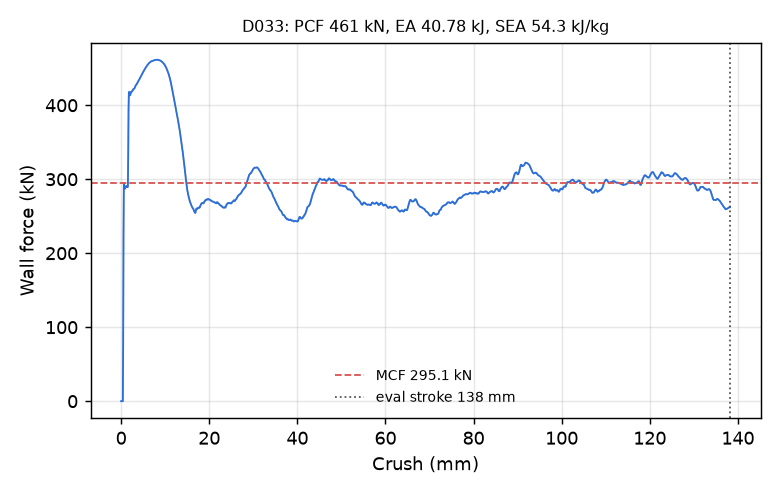 D033: PCF 461 kN, EA 40.78 kJ, SEA 54.3 kJ/kg
Wall force (kN)
400
300
200
100
0
MCF 295.1 kN
eval stroke 138 mm
0 20 40 60 80 100 120 140
Crush (mm)